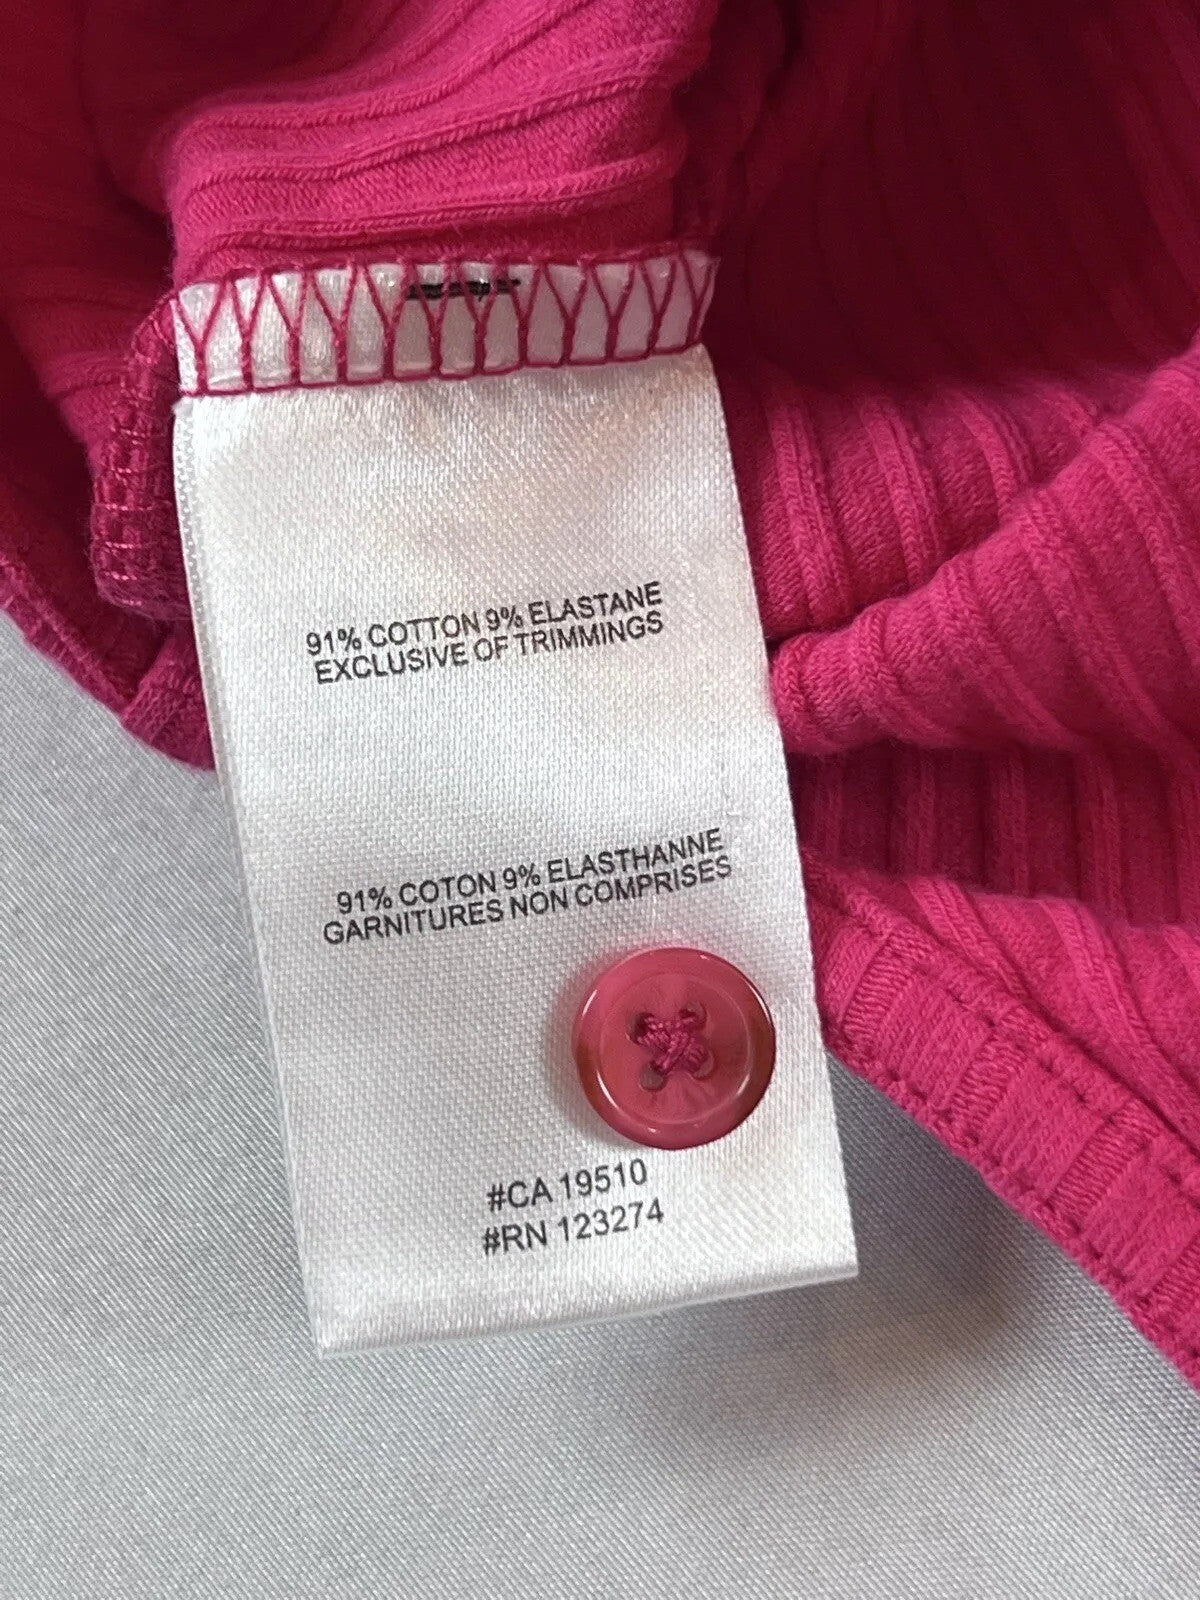 91% COTTON 9% ELASTANE
EXCLUSIVE OF TRIMMINGS
91% COTON 9% ELASTHANNE
GARNITURES NON COMPRISES
#CA 19510
#RN 123274